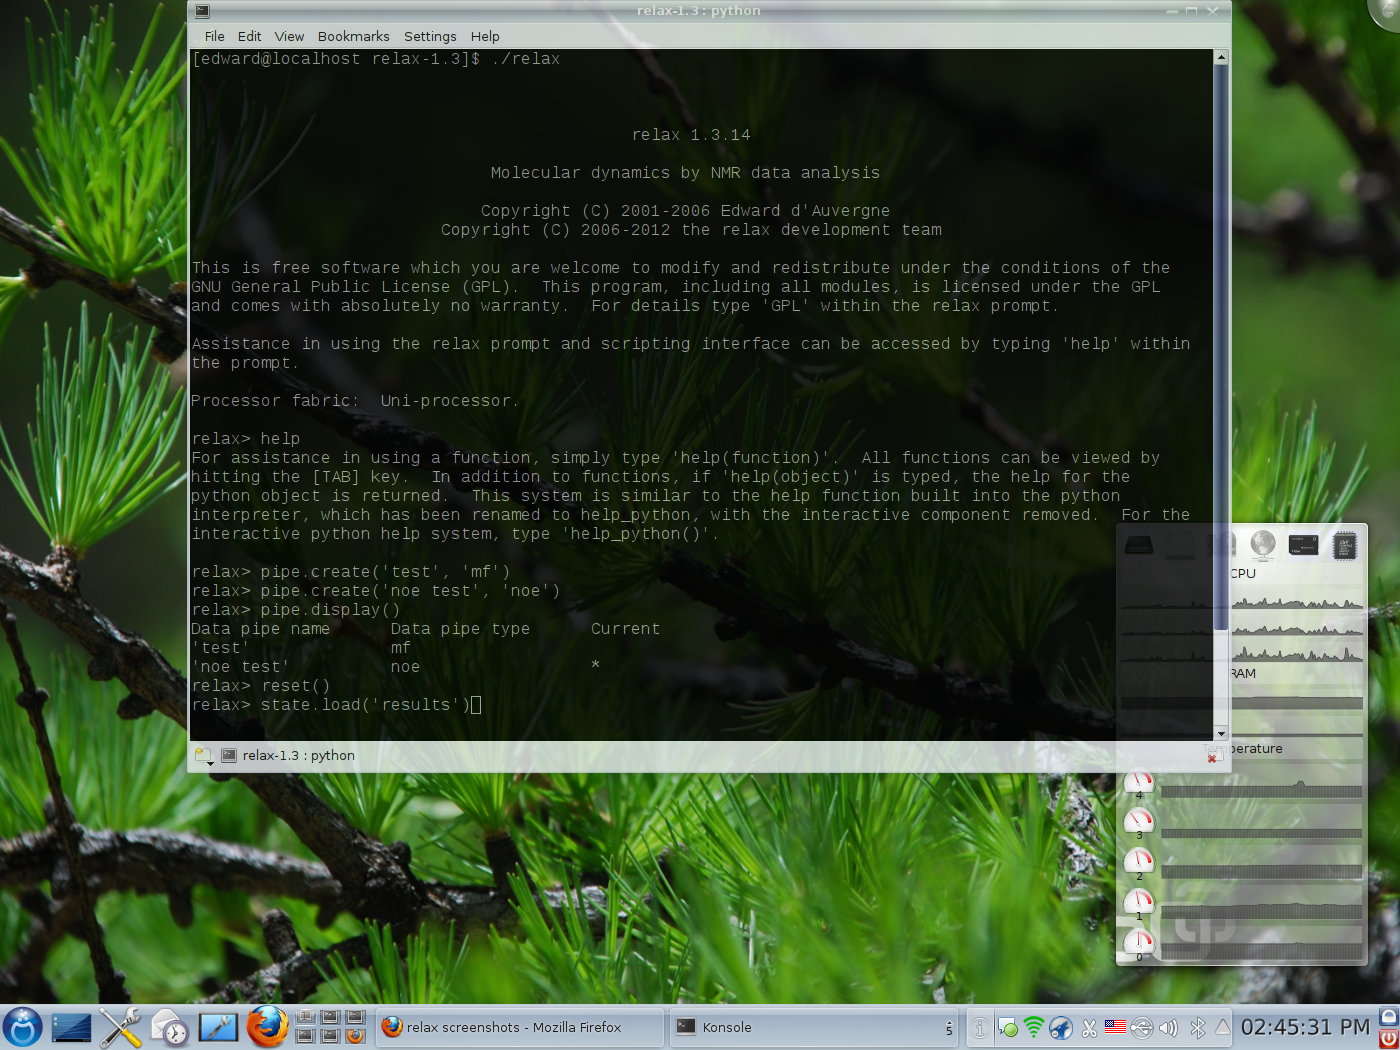 relax-1.3 : python
File Edit View Bookmarks Settings Help
[edward@localhost relax-1.3]$ ./relax
relax 1.3.14
Molecular dynamics by NMR data analysis
Copyright (C) 2001-2006 Edward d'Auvergne
Copyright (C) 2006-2012 the relax development team
This is free software which you are welcome to modify and redistribute under the conditions of the
GNU General Public License (GPL).  This program, including all modules, is licensed under the GPL
and comes with absolutely no warranty.  For details type 'GPL' within the relax prompt.
Assistance in using the relax prompt and scripting interface can be accessed by typing 'help' within
the prompt.
Processor fabric:  Uni-processor.
relax> help
For assistance in using a function, simply type 'help(function)'.  All functions can be viewed by
hitting the [TAB] key.  In addition to functions, if 'help(object)' is typed, the help for the
python object is returned.  This system is similar to the help function built into the python
interpreter, which has been renamed to help_python, with the interactive component removed.  For the
interactive python help system, type 'help_python()'.
relax> pipe.create('test', 'mf')
relax> pipe.create('noe test', 'noe')
relax> pipe.display()
Data pipe name      Data pipe type      Current
'test'              mf
'noe test'          noe                 *
relax> reset()
relax> state.load('results')
relax-1.3 : python
CPU
RAM
Temperature
4
3
2
1
0
relax screenshots - Mozilla Firefox
Konsole
5
02:45:31 PM